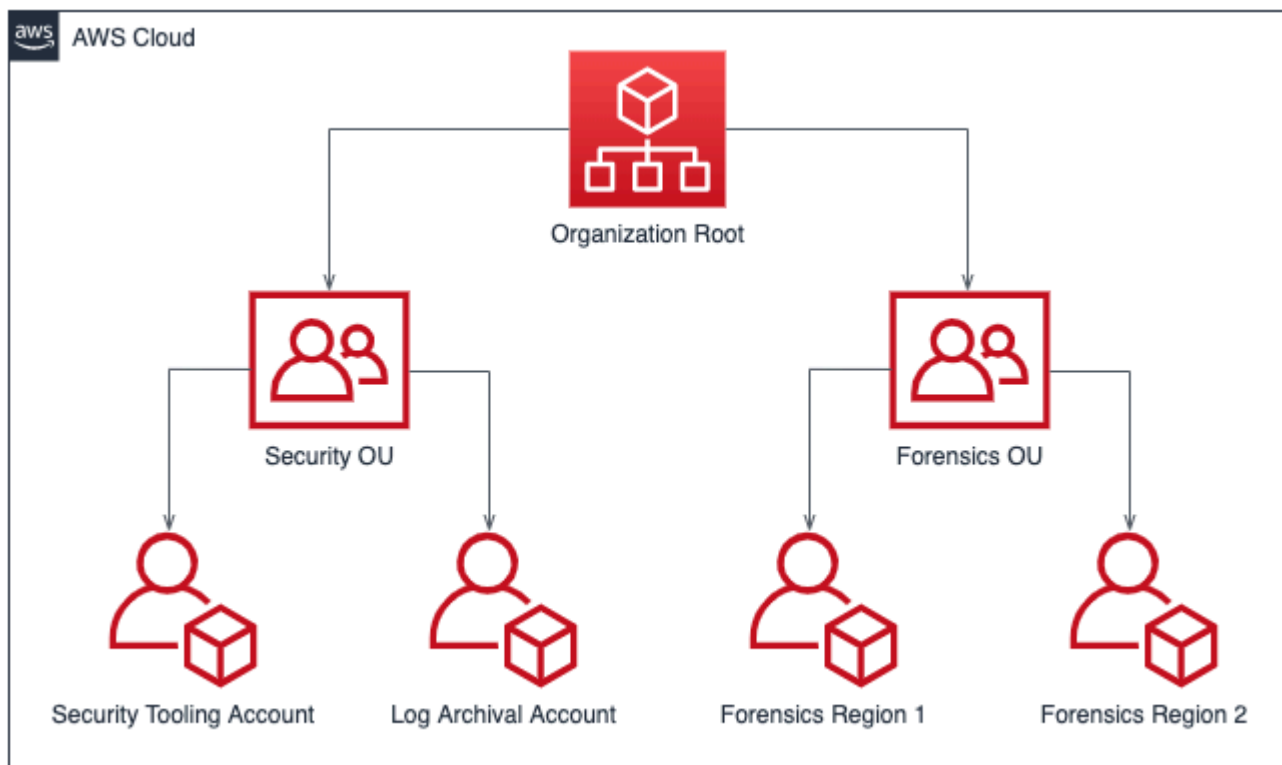 aws
AWS Cloud
Organization Root
Security OU
Forensics OU
Security Tooling Account
Log Archival Account
Forensics Region 1
Forensics Region 2